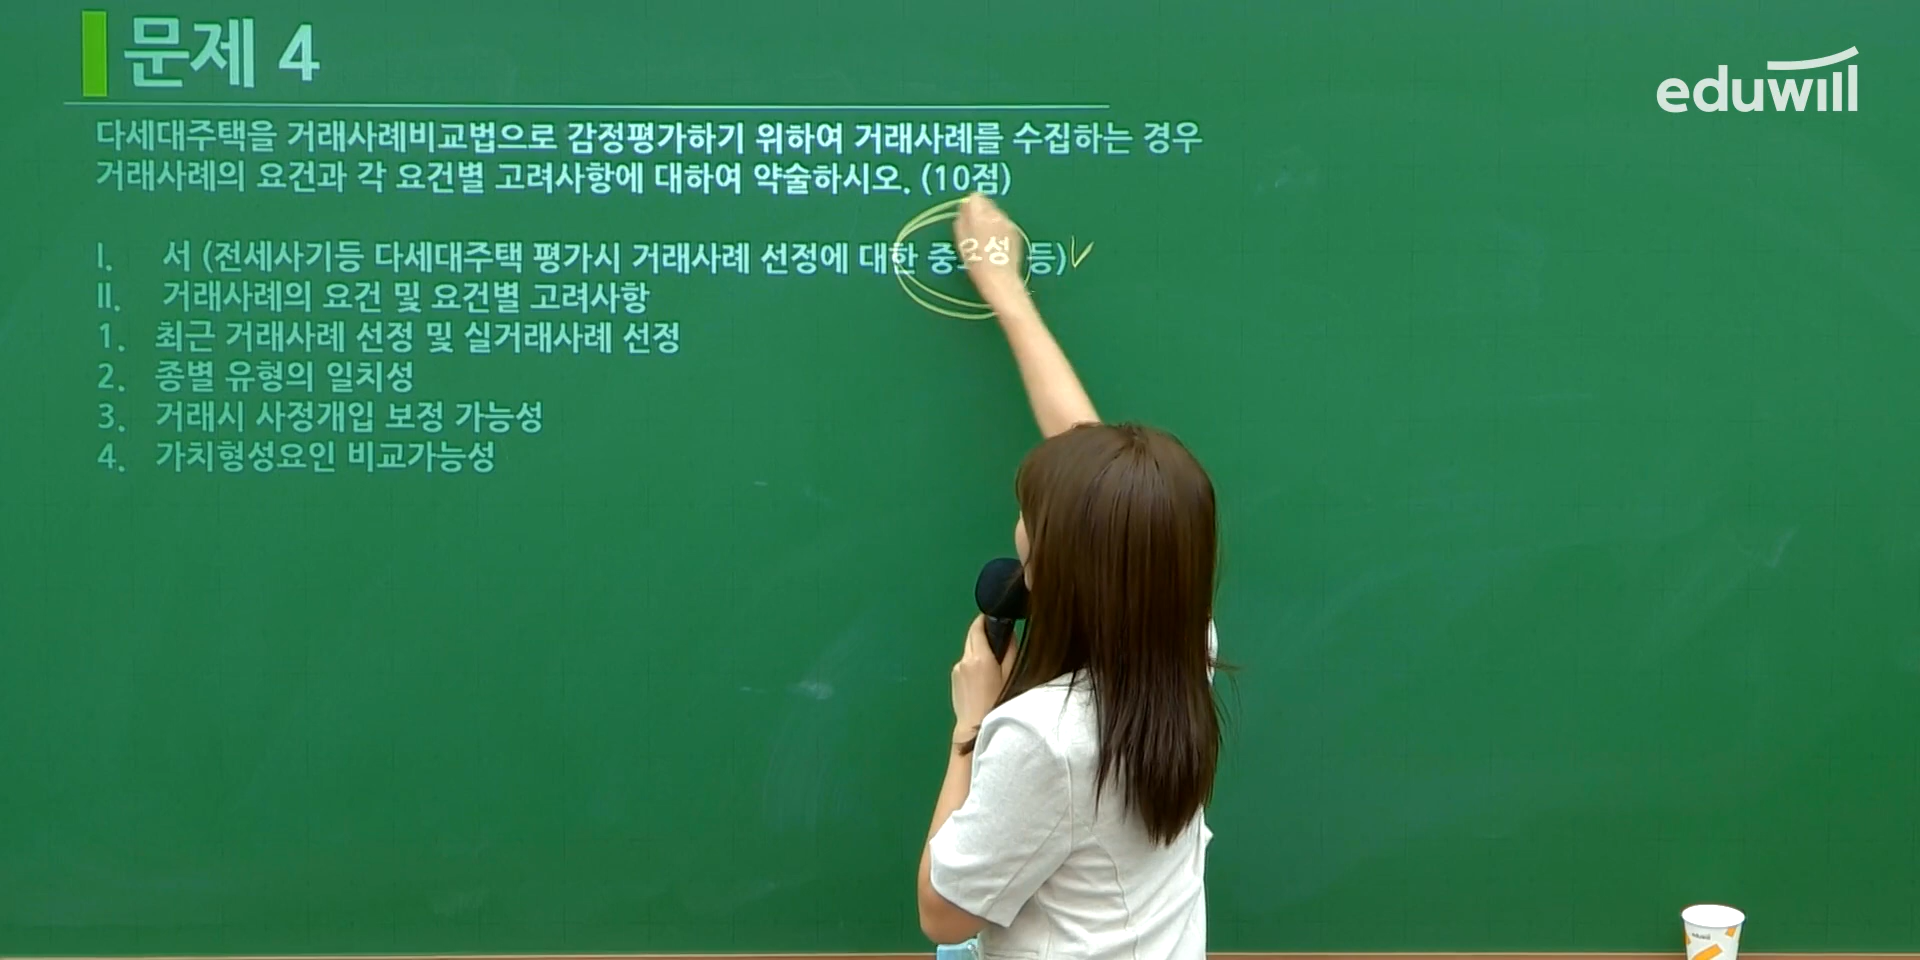 문제 4
eduwill
다세대주택을 거래사례비교법으로 감정평가하기 위하여 거래사례를 수집하는 경우
거래사례의 요건과 각 요건별 고려사항에 대하여 약술하시오. (10점)
I. 서 (전세사기등 다세대주택 평가시 거래사례 선정에 대한 중요성 등)
II. 거래사례의 요건 및 요건별 고려사항
1. 최근 거래사례 선정 및 실거래사례 선정
2. 종별 유형의 일치성
3. 거래시 사정개입 보정 가능성
4. 가치형성요인 비교가능성
eduwill